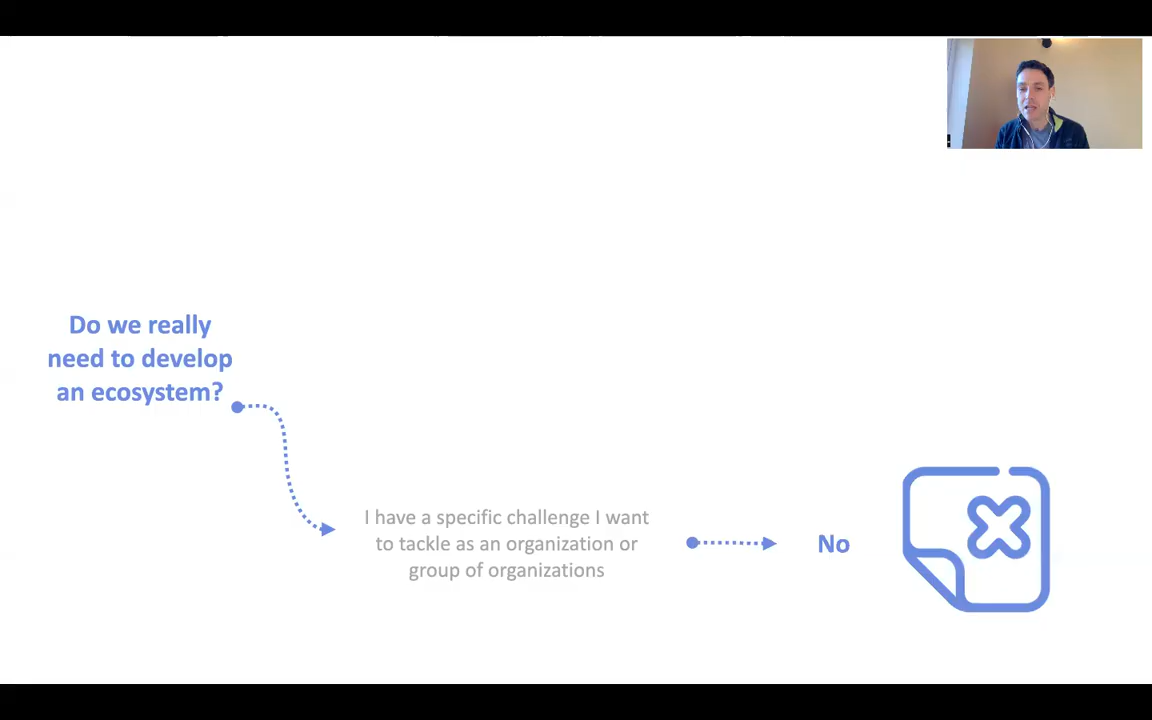 Do we really
need to develop
an ecosystem?
I have a specific challenge I want
to tackle as an organization or
group of organizations
No